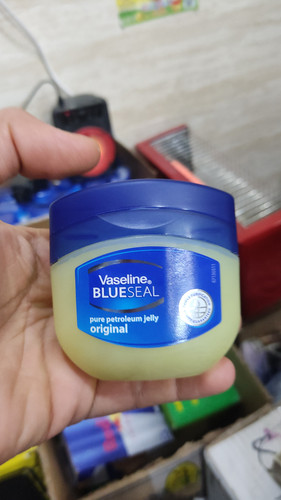 Vaseline®
BLUESEAL
pure petroleum jelly
original